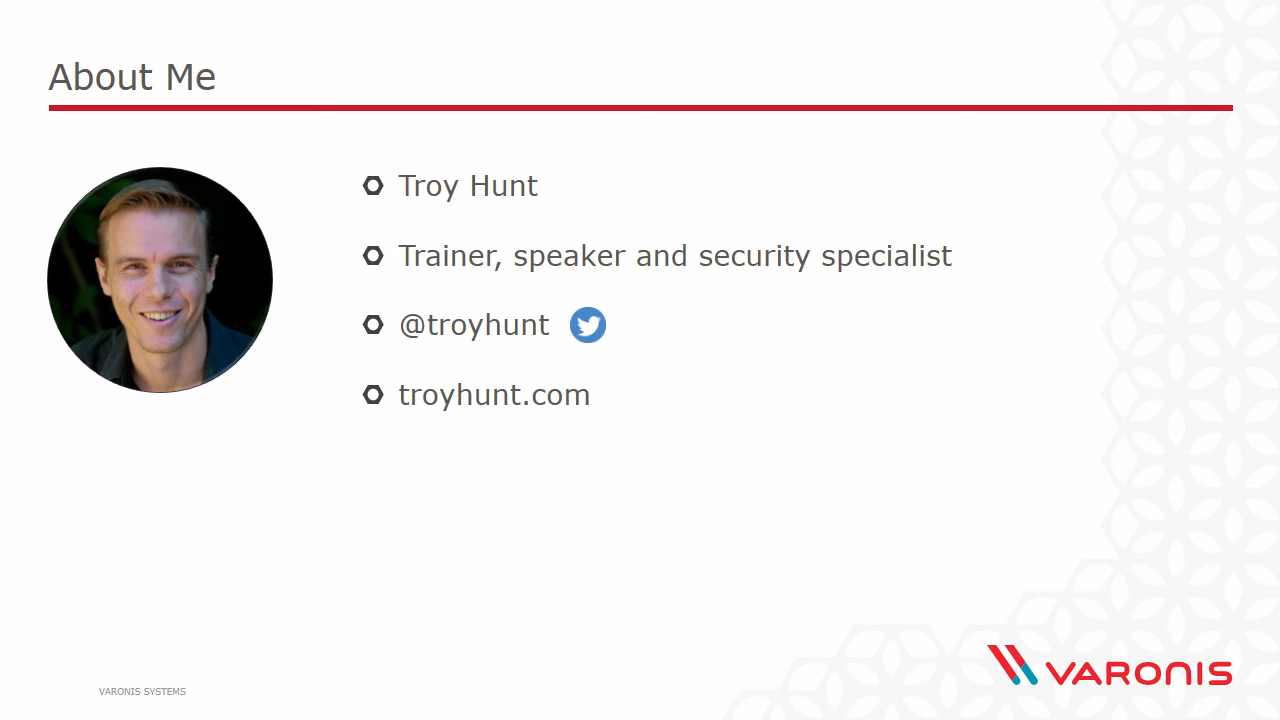 About Me
Troy Hunt
Trainer, speaker and security specialist
@troyhunt
troyhunt.com
VARONIS SYSTEMS
VARONIS